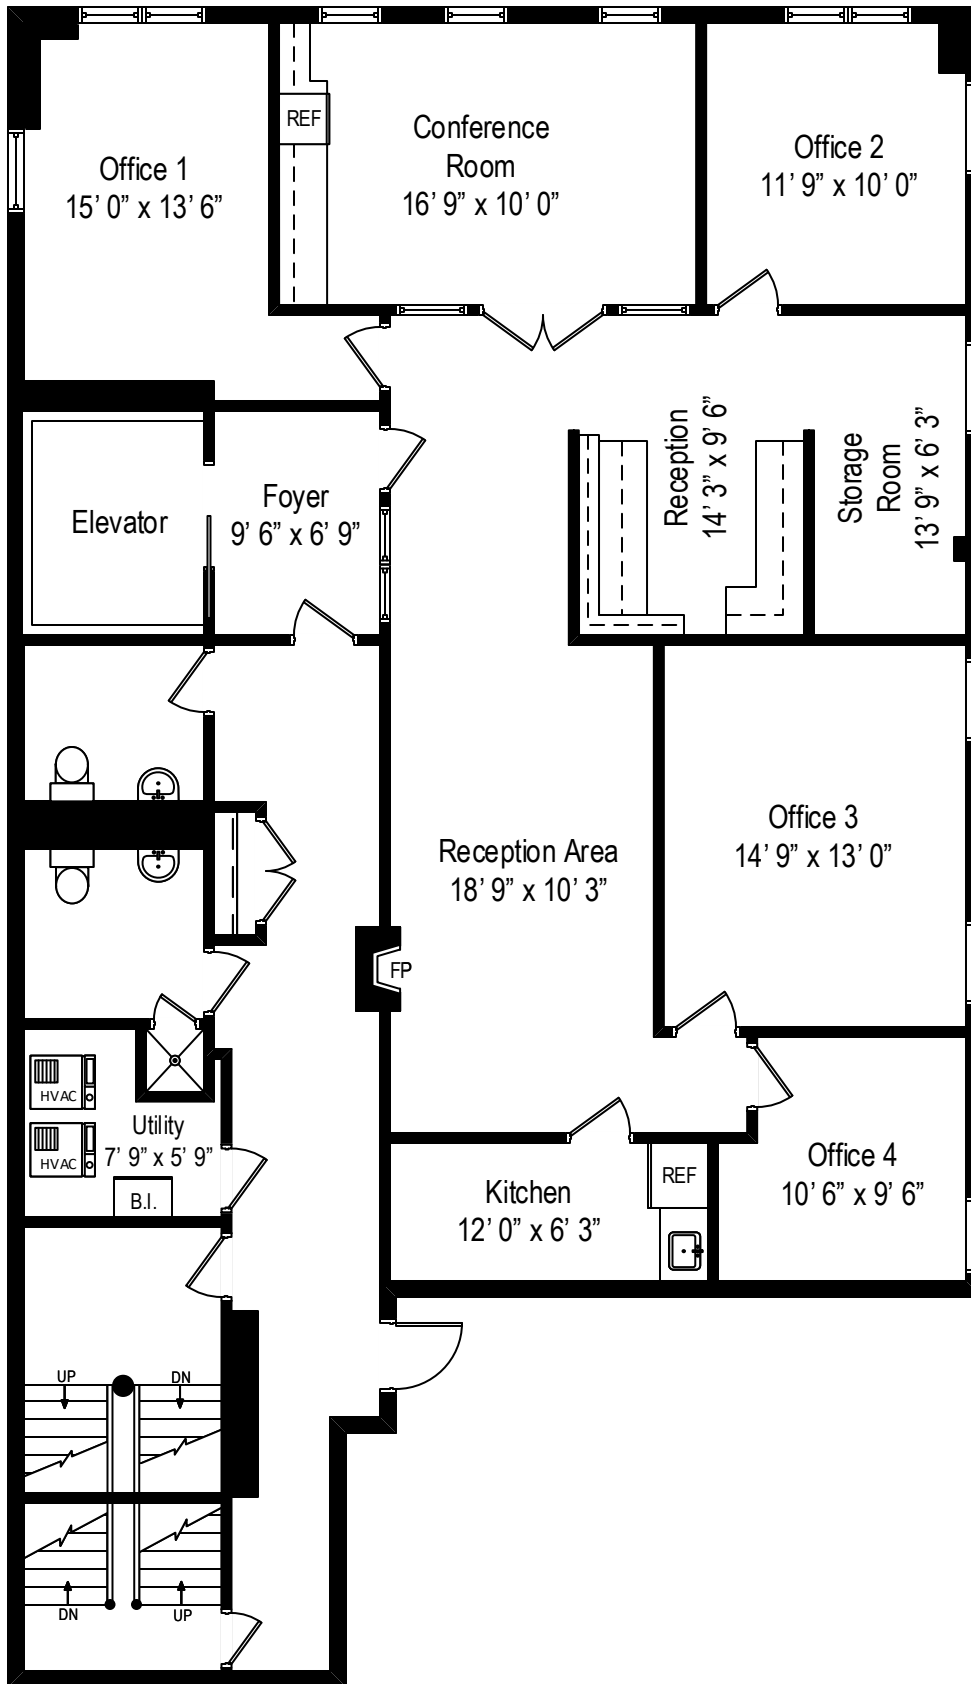 Office 1
15’ 0” x 13’ 6”
REF
Conference
Room
16’ 9” x 10’ 0”
Office 2
11’ 9” x 10’ 0”
Elevator
Foyer
9’ 6” x 6’ 9”
Reception
14’ 3” x 9’ 6”
Storage
Room
13’ 9” x 6’ 3”
Reception Area
18’ 9” x 10’ 3”
Office 3
14’ 9” x 13’ 0”
FP
HVAC
HVAC
Utility
7’ 9” x 5’ 9”
B.I.
Kitchen
12’ 0” x 6’ 3”
REF
Office 4
10’ 6” x 9’ 6”
UP
DN
DN
UP